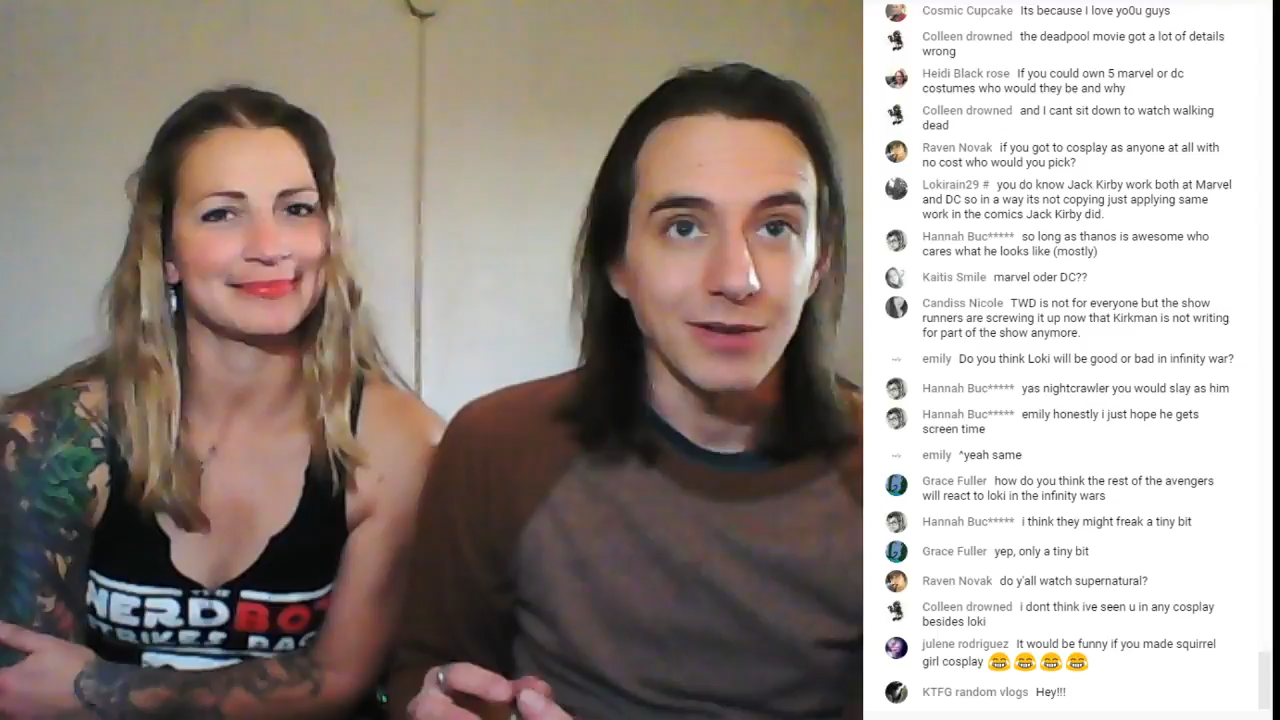 THE
NERDBO
STRIKES BAC
Cosmic Cupcake Its because I love yo0u guys
Colleen drowned the deadpool movie got a lot of details
wrong
Heidi Black rose If you could own 5 marvel or dc
costumes who would they be and why
Colleen drowned and I cant sit down to watch walking
dead
Raven Novak if you got to cosplay as anyone at all with
no cost who would you pick?
Lokirain29 # you do know Jack Kirby work both at Marvel
and DC so in a way its not copying just applying same
work in the comics Jack Kirby did.
Hannah Buc***** so long as thanos is awesome who
cares what he looks like (mostly)
Kaitis Smile marvel oder DC??
Candiss Nicole TWD is not for everyone but the show
runners are screwing it up now that Kirkman is not writing
for part of the show anymore.
emily Do you think Loki will be good or bad in infinity war?
Hannah Buc***** yas nightcrawler you would slay as him
Hannah Buc***** emily honestly i just hope he gets
screen time
emily ^yeah same
Grace Fuller how do you think the rest of the avengers
will react to loki in the infinity wars
Hannah Buc***** i think they might freak a tiny bit
Grace Fuller yep, only a tiny bit
Raven Novak do y'all watch supernatural?
Colleen drowned i dont think ive seen u in any cosplay
besides loki
julene rodriguez It would be funny if you made squirrel
girl cosplay 😂 😂 😂 😂
KTFG random vlogs Hey!!!